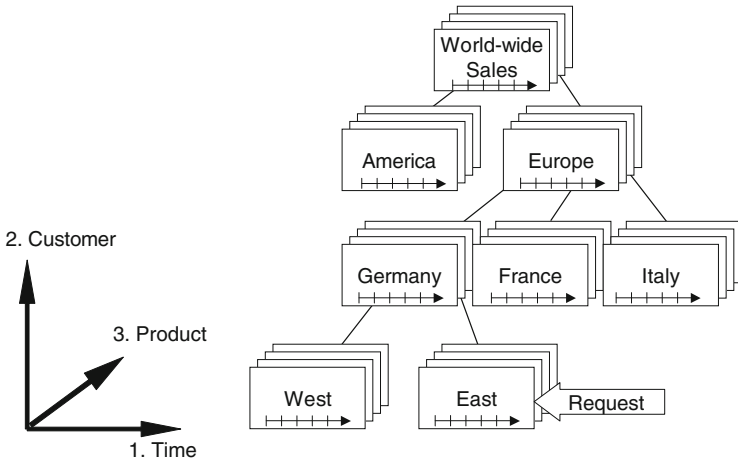 World-wide
Sales
America
Europe
2. Customer
Germany
France
Italy
3. Product
West
East
Request
1. Time